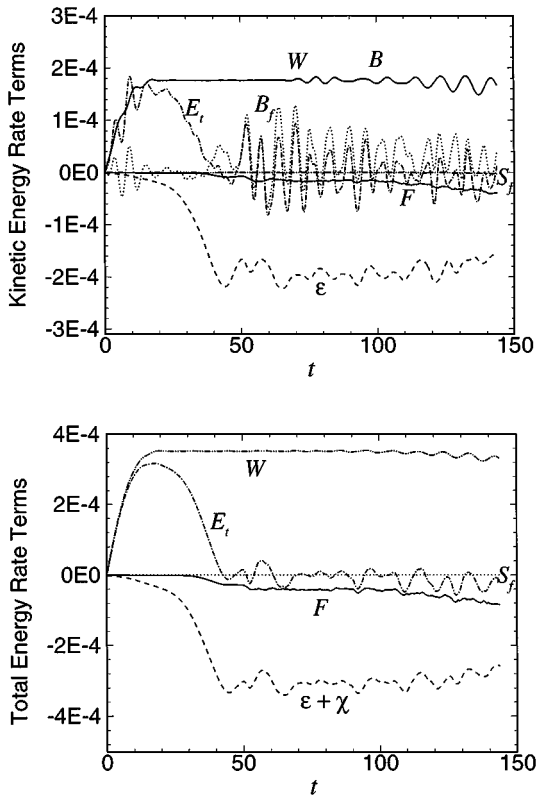 Kinetic Energy Rate Terms
3E-4
2E-4
1E-4
0E0
-1E-4
-2E-4
-3E-4
W
B
E_t
B_f
S_f
F
ε
0
50
100
150
t
Total Energy Rate Terms
4E-4
2E-4
0E0
-2E-4
-4E-4
W
E_t
S_f
F
ε + χ
0
50
100
150
t